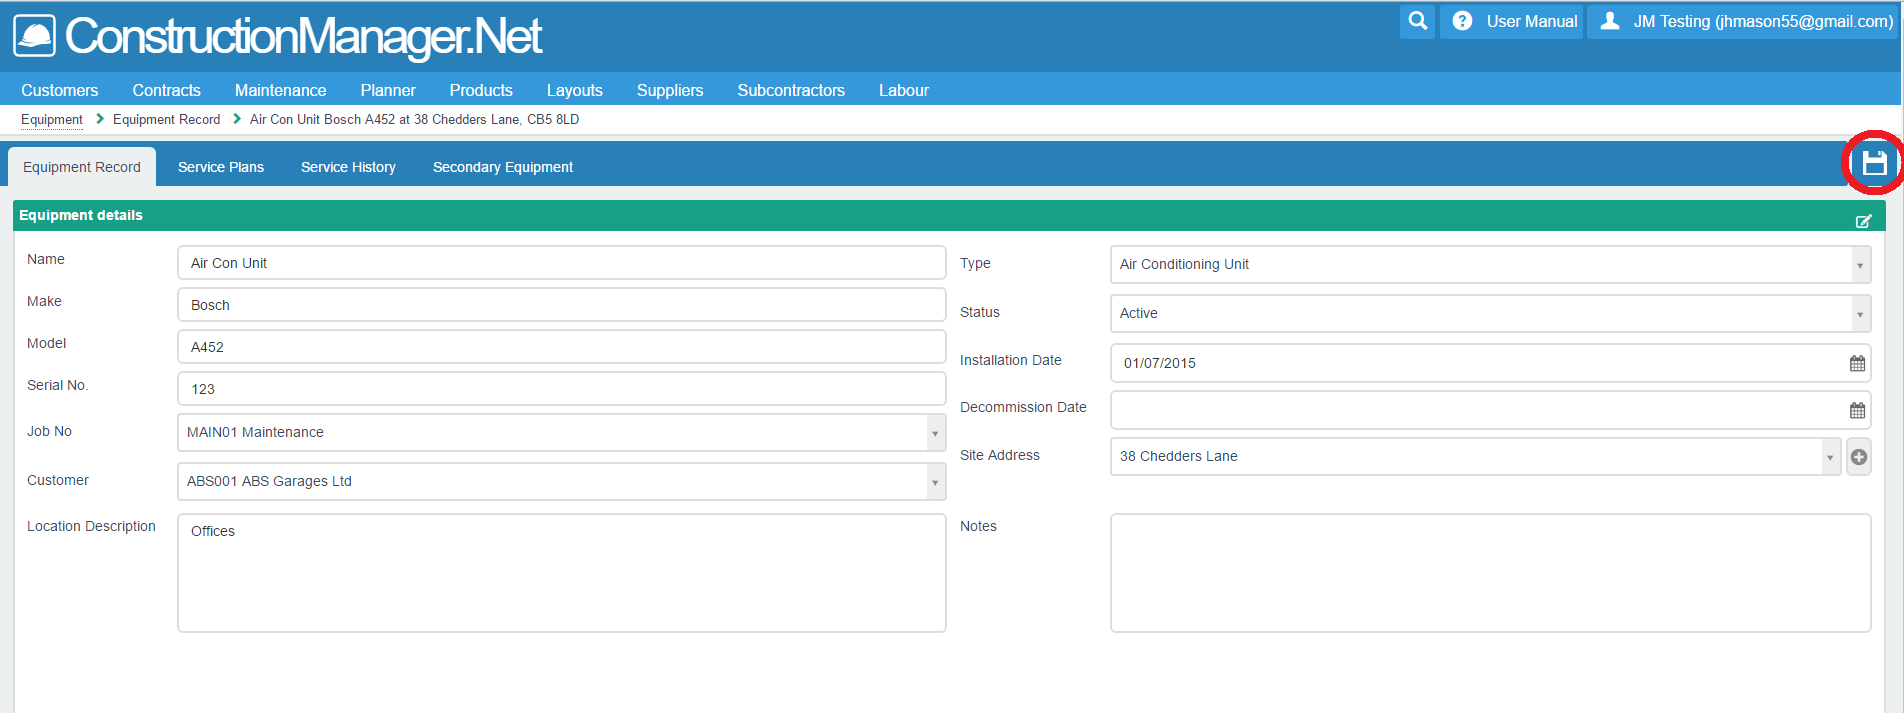 ConstructionManager.Net
User Manual
JM Testing (jhmason55@gmail.com)
Customers Contracts Maintenance Planner Products Layouts Suppliers Subcontractors Labour
Equipment Equipment Record Air Con Unit Bosch A452 at 38 Chedders Lane, CB5 8LD
Equipment Record Service Plans Service History Secondary Equipment
Equipment details
Name Air Con Unit
Make Bosch
Model A452
Serial No. 123
Job No MAIN01 Maintenance
Customer ABS001 ABS Garages Ltd
Location Description Offices
Type Air Conditioning Unit
Status Active
Installation Date 01/07/2015
Decommission Date
Site Address 38 Chedders Lane
Notes